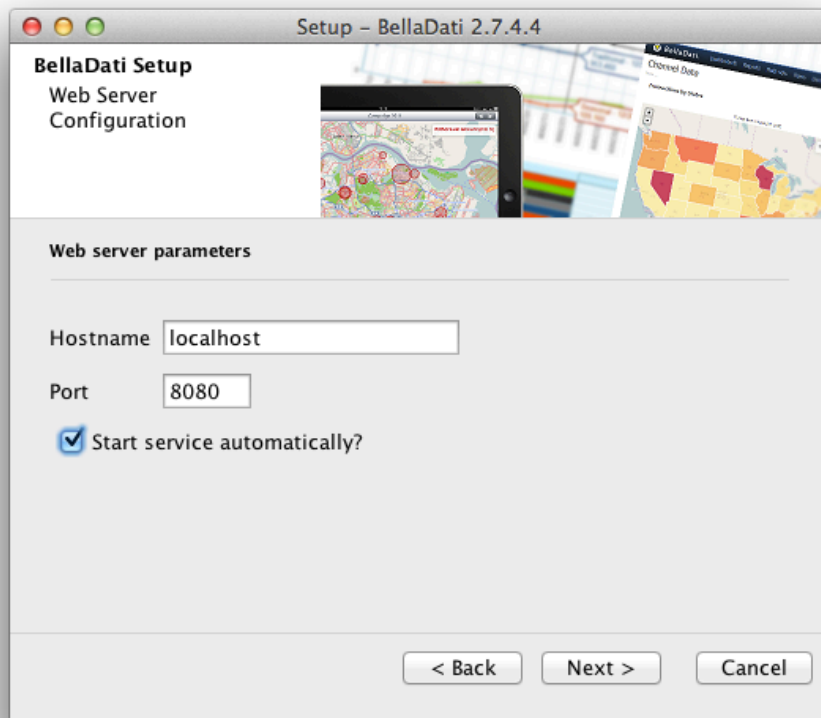 Setup – BellaDati 2.7.4.4
BellaDati Setup
Web Server
Configuration
BellaDati
Channel Data
Web server parameters
Hostname localhost
Port 8080
Start service automatically?
< Back Next > Cancel